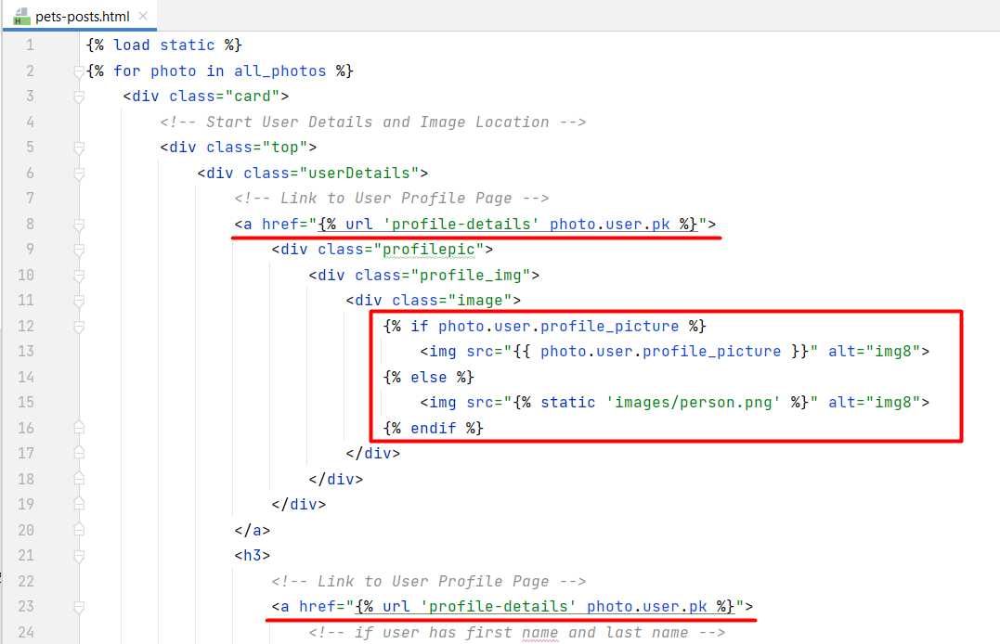 pets-posts.html
1 {% load static %}
2 {% for photo in all_photos %}
3 <div class="card">
4 <!-- Start User Details and Image Location -->
5 <div class="top">
6 <div class="userDetails">
7 <!-- Link to User Profile Page -->
8 <a href="{% url 'profile-details' photo.user.pk %}">
9 <div class="profilepic">
10 <div class="profile_img">
11 <div class="image">
12 {% if photo.user.profile_picture %}
13 <img src="{{ photo.user.profile_picture }}" alt="img8">
14 {% else %}
15 <img src="{% static 'images/person.png' %}" alt="img8">
16 {% endif %}
17 </div>
18 </div>
19 </div>
20 </a>
21 <h3>
22 <!-- Link to User Profile Page -->
23 <a href="{% url 'profile-details' photo.user.pk %}">
24 <!-- if user has first name and last name -->